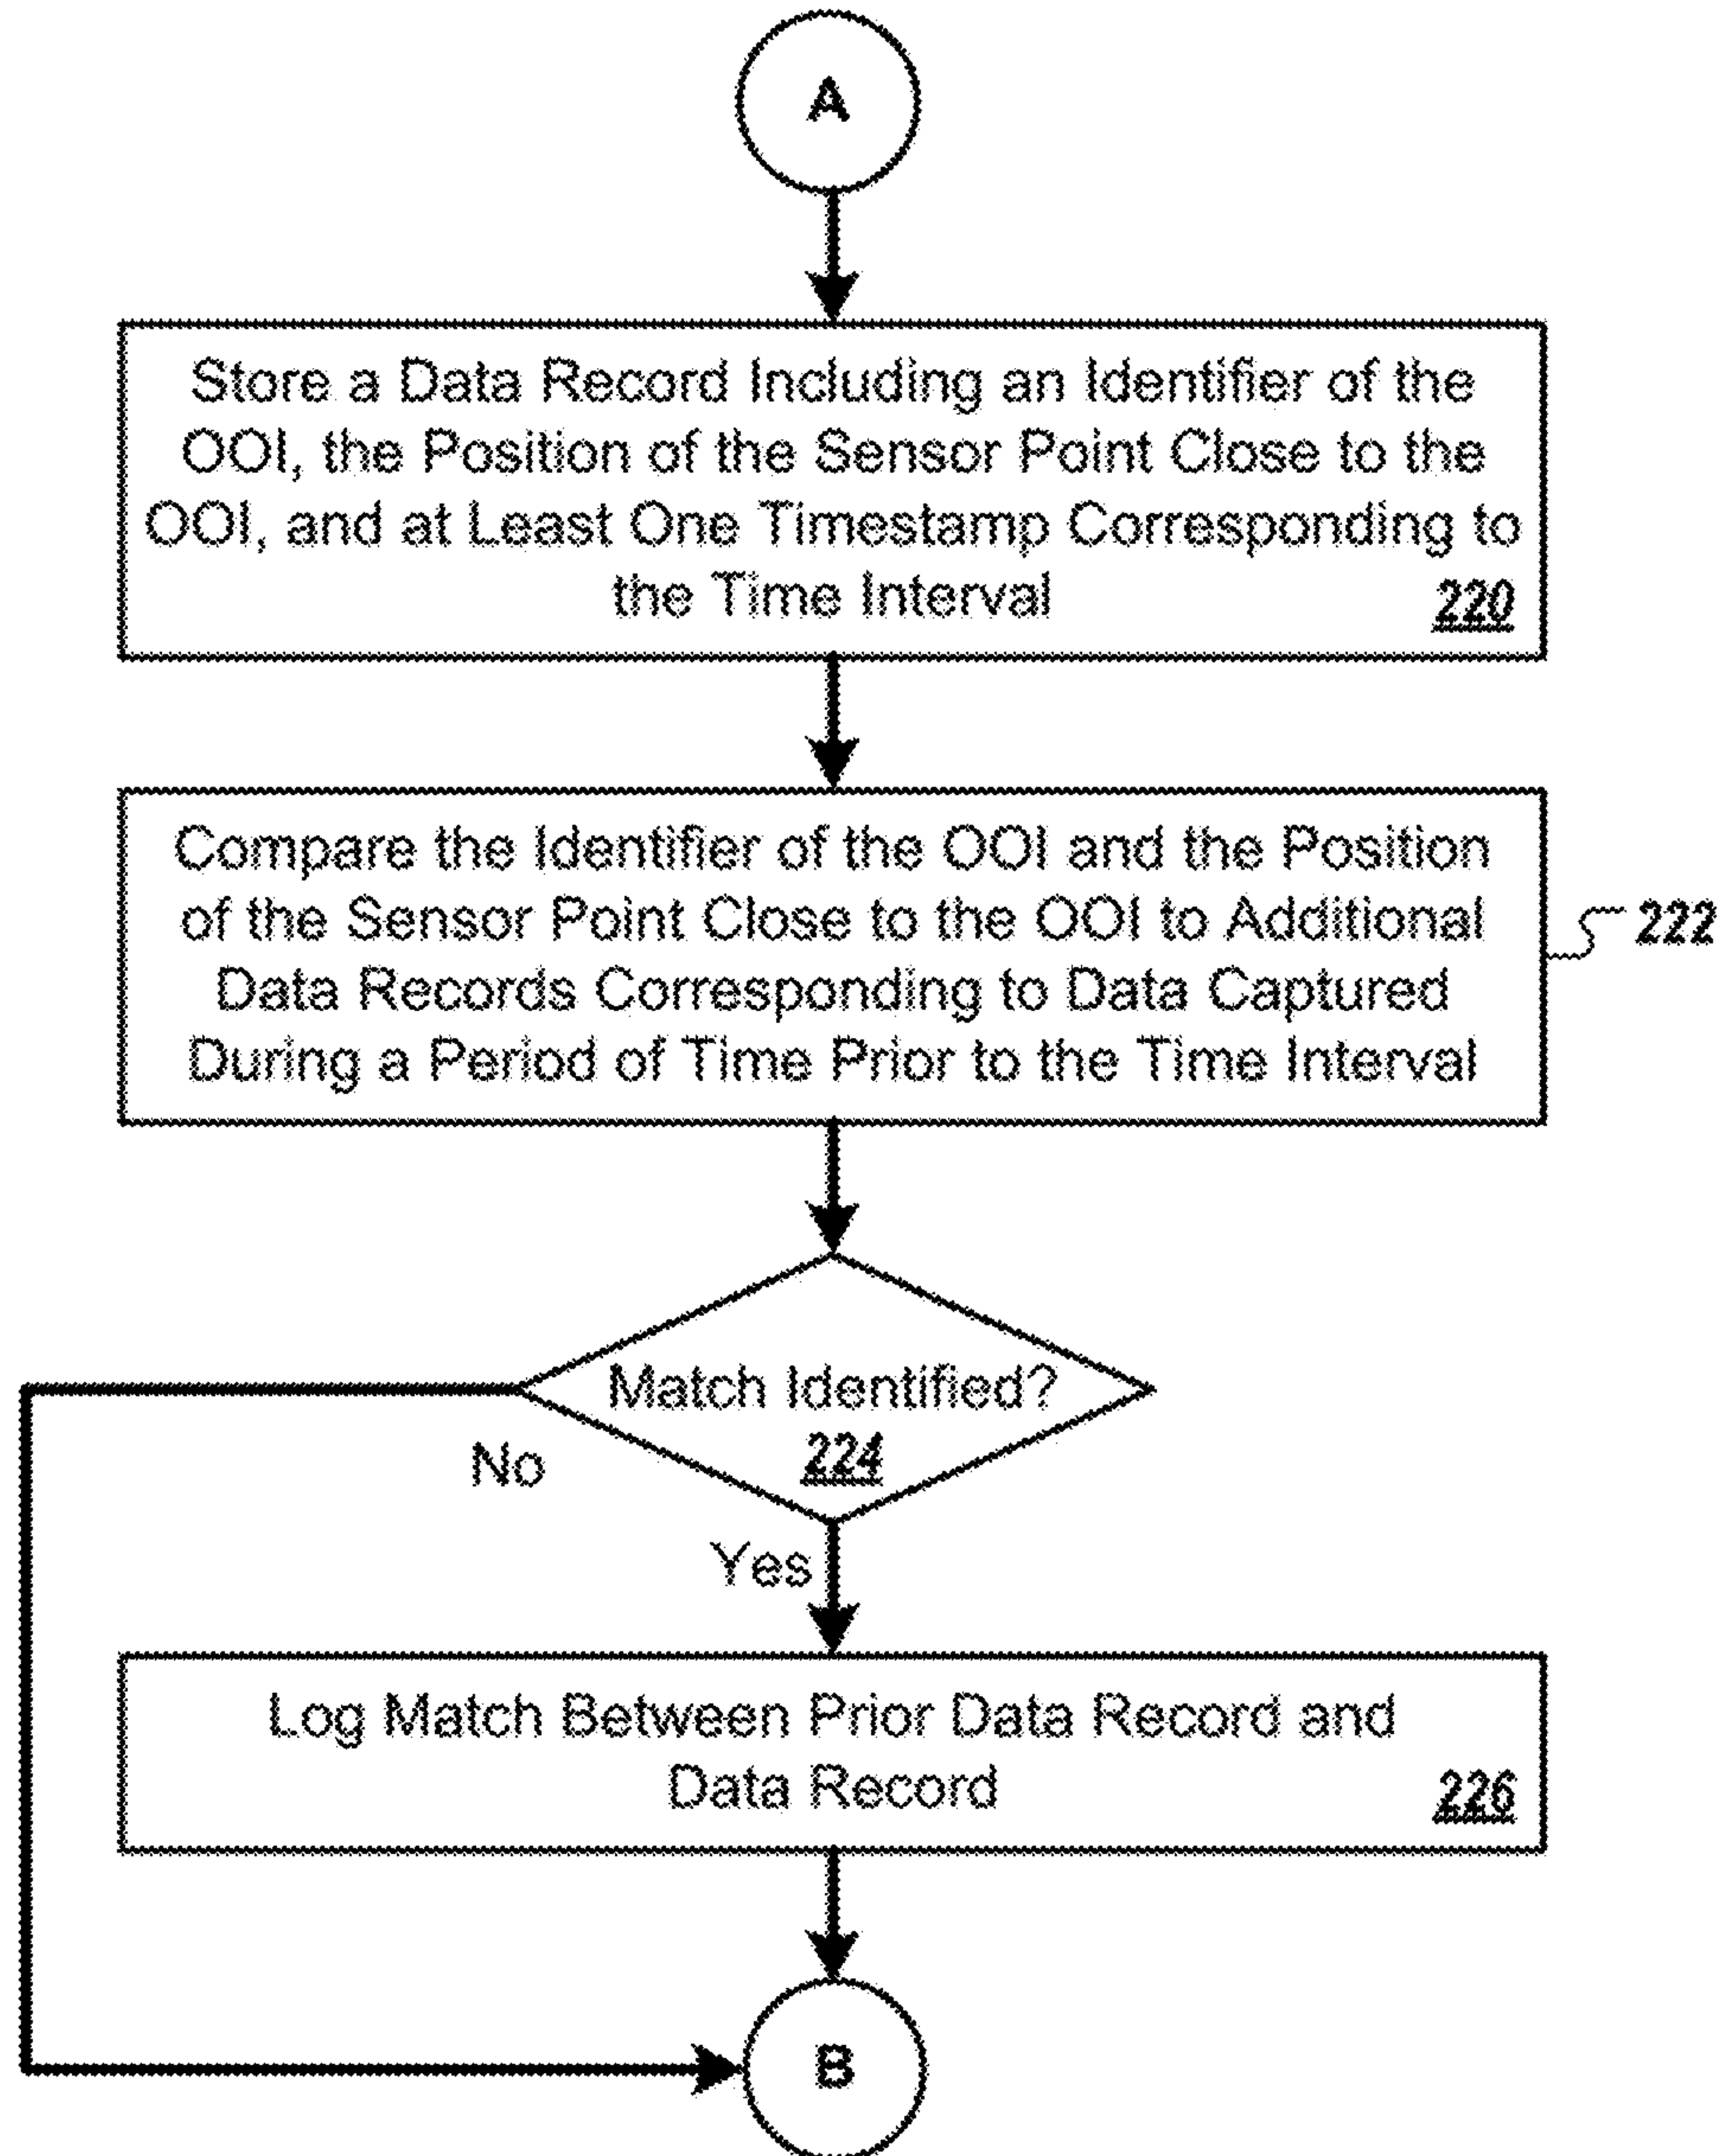 A
Store a Data Record Including an Identifier of the
OOI, the Position of the Sensor Point Close to the
OOI, and at Least One Timestamp Corresponding to
the Time Interval
220
Compare the Identifier of the OOI and the Position
of the Sensor Point Close to the OOI to Additional
Data Records Corresponding to Data Captured
During a Period of Time Prior to the Time Interval
222
Match Identified?
224
No
Yes
Log Match Between Prior Data Record and
Data Record
226
B